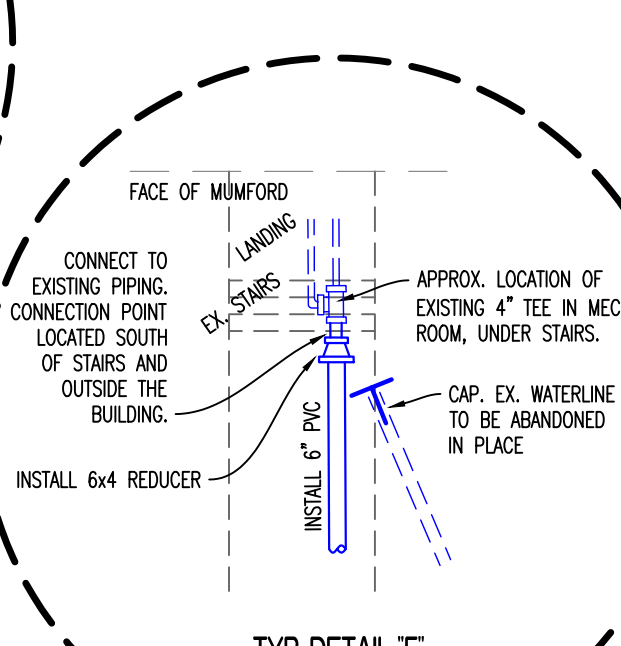 FACE OF MUMFORD
LANDING
EX. STAIRS
CONNECT TO
EXISTING PIPING.
CONNECTION POINT
LOCATED SOUTH
OF STAIRS AND
OUTSIDE THE
BUILDING.
INSTALL 6x4 REDUCER
INSTALL 6" PVC
APPROX. LOCATION OF
EXISTING 4" TEE IN MEC
ROOM, UNDER STAIRS.
CAP. EX. WATERLINE
TO BE ABANDONED
IN PLACE
TYP DETAIL "F"